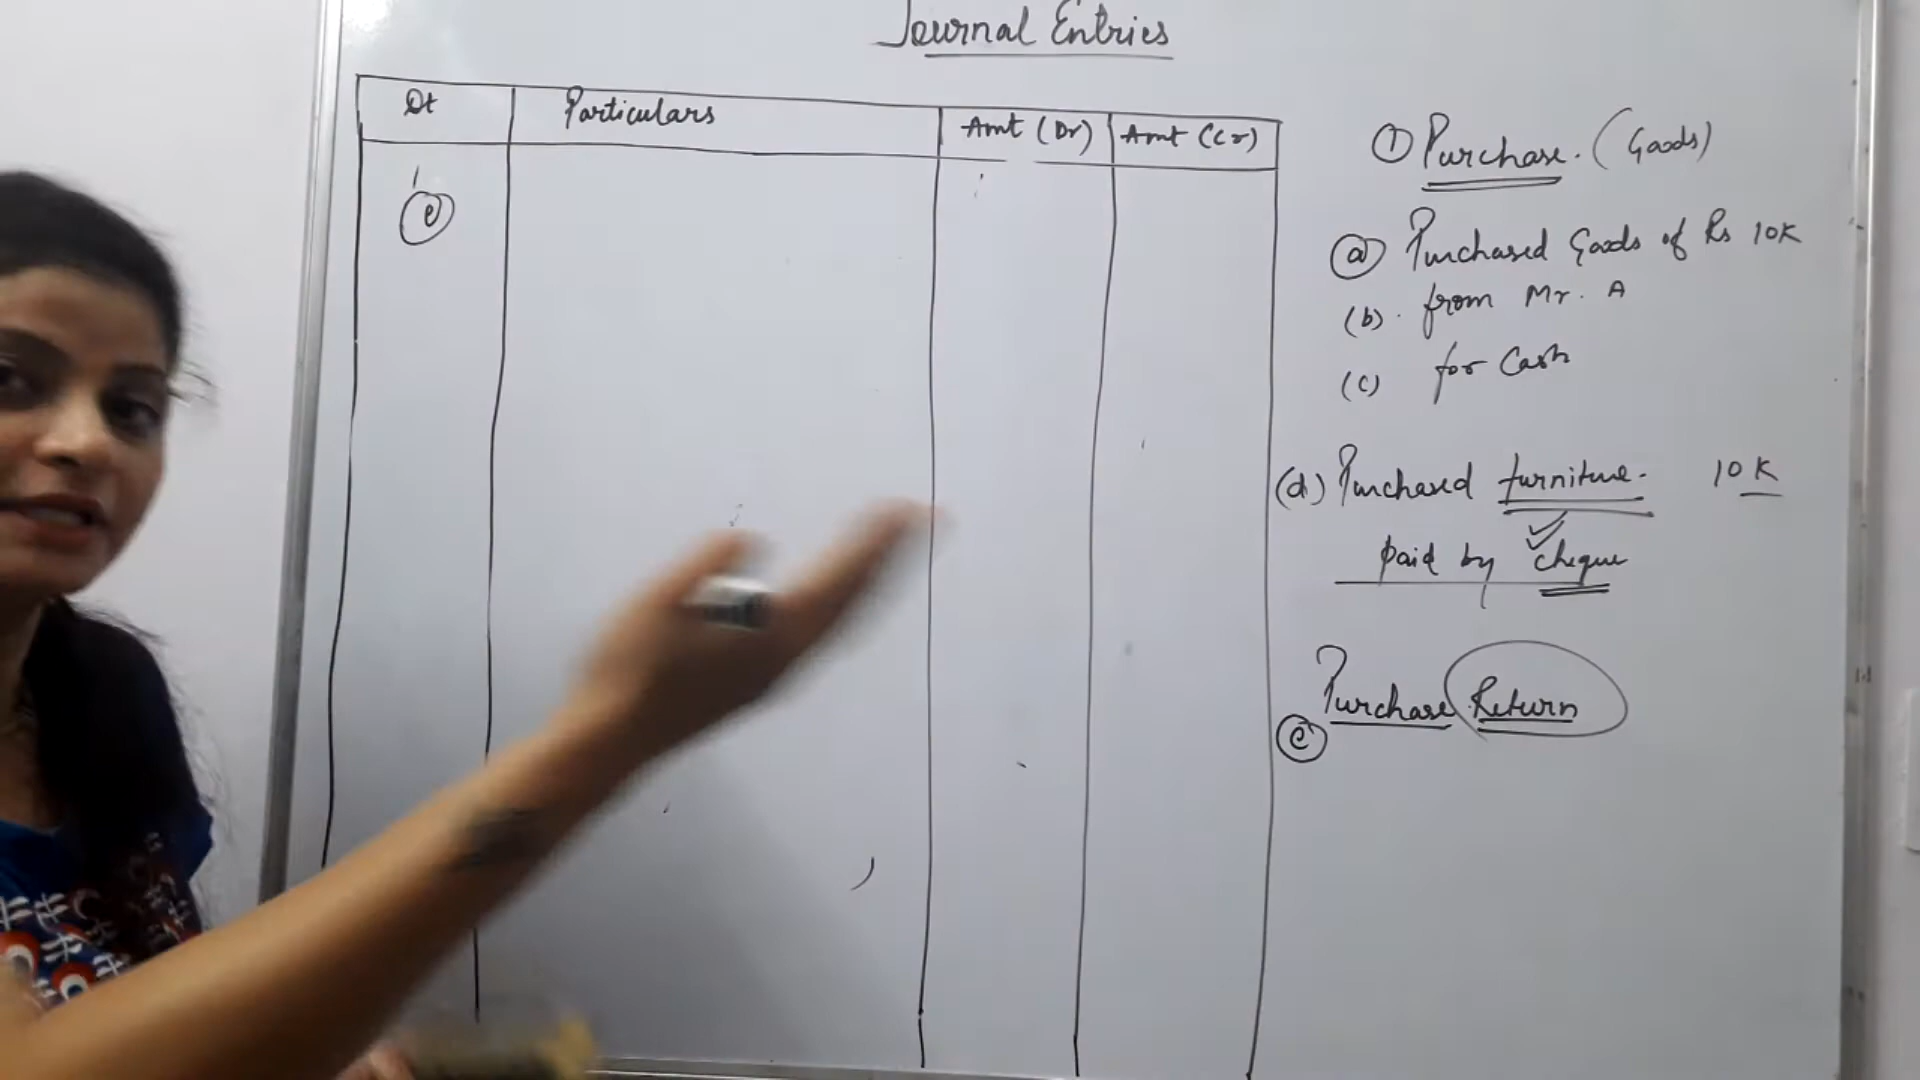 Journal Entries
Dt Particulars Amt (Dr) Amt (Cr)
(e)
① Purchase. (Goods)
(a) Purchased Goods of Rs 10K
(b). from Mr. A
(c) for Cash
(d) Purchased furniture. 10K
paid by cheque
Purchase Return
(e)